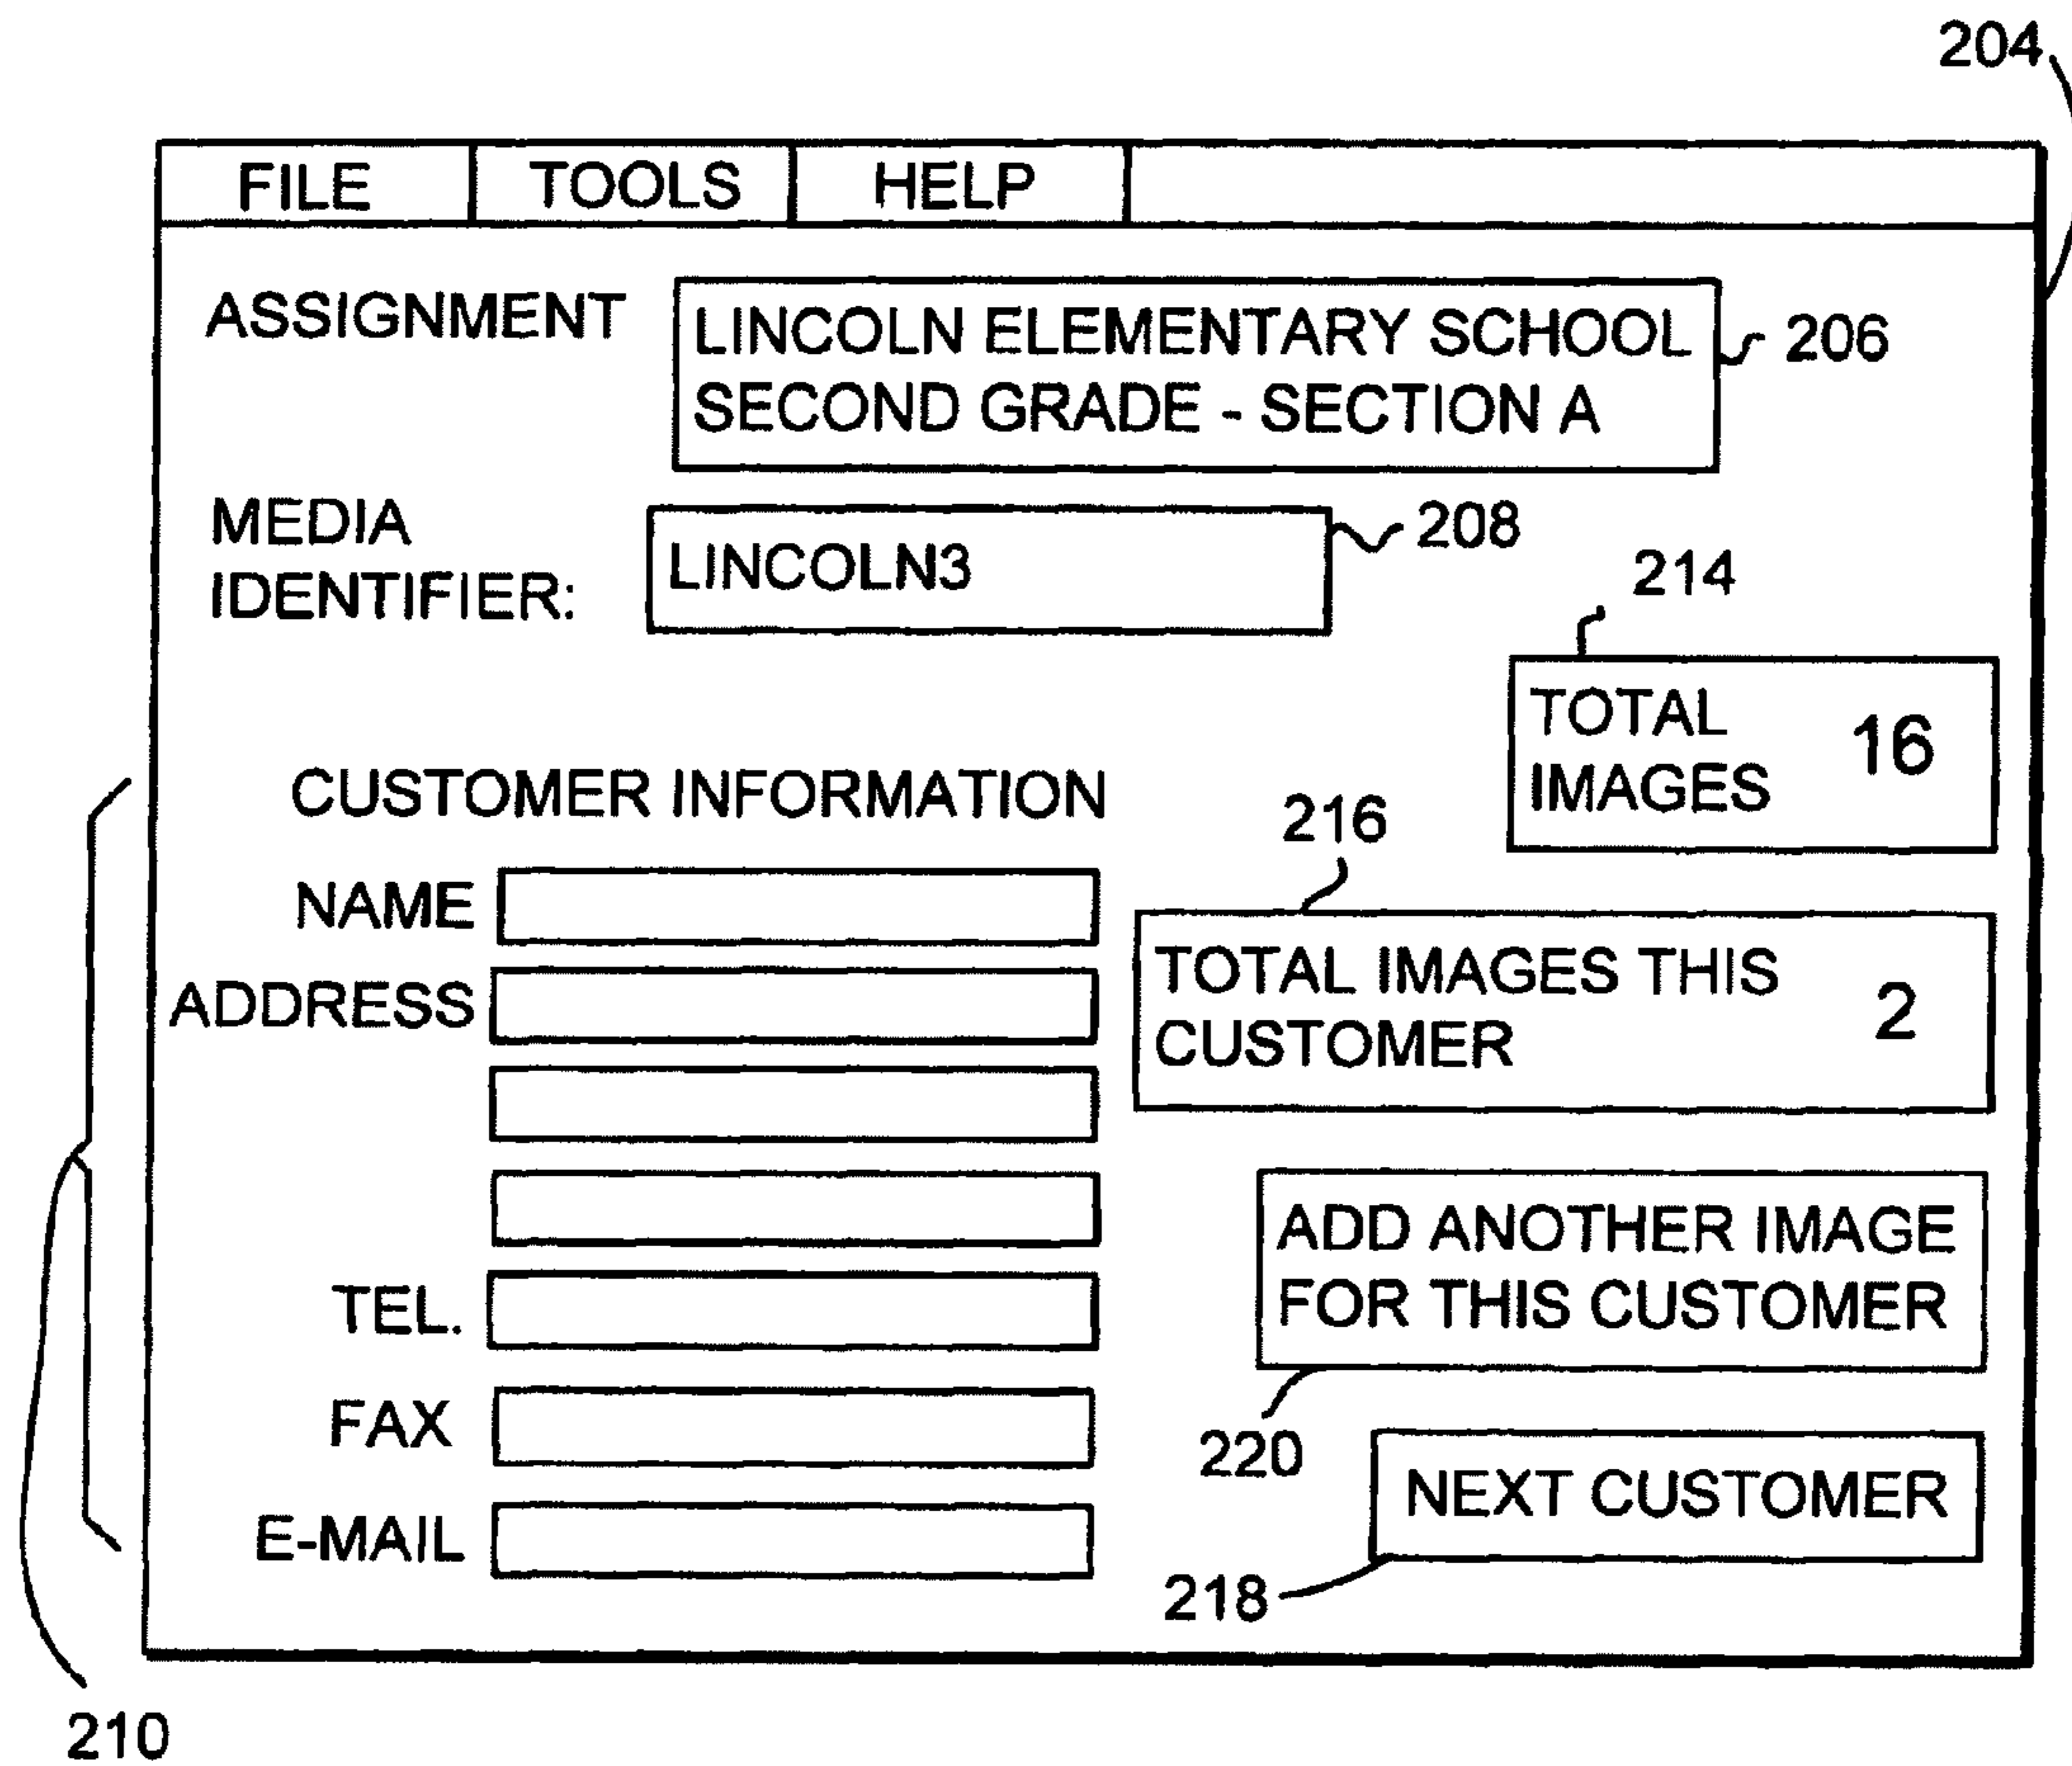 204
FILE TOOLS HELP
ASSIGNMENT
LINCOLN ELEMENTARY SCHOOL
SECOND GRADE - SECTION A
206
MEDIA
IDENTIFIER:
LINCOLN3
208
214
TOTAL
IMAGES
16
CUSTOMER INFORMATION
216
NAME
ADDRESS
TOTAL IMAGES THIS
CUSTOMER
2
ADD ANOTHER IMAGE
FOR THIS CUSTOMER
TEL.
FAX
220
NEXT CUSTOMER
E-MAIL
218
210